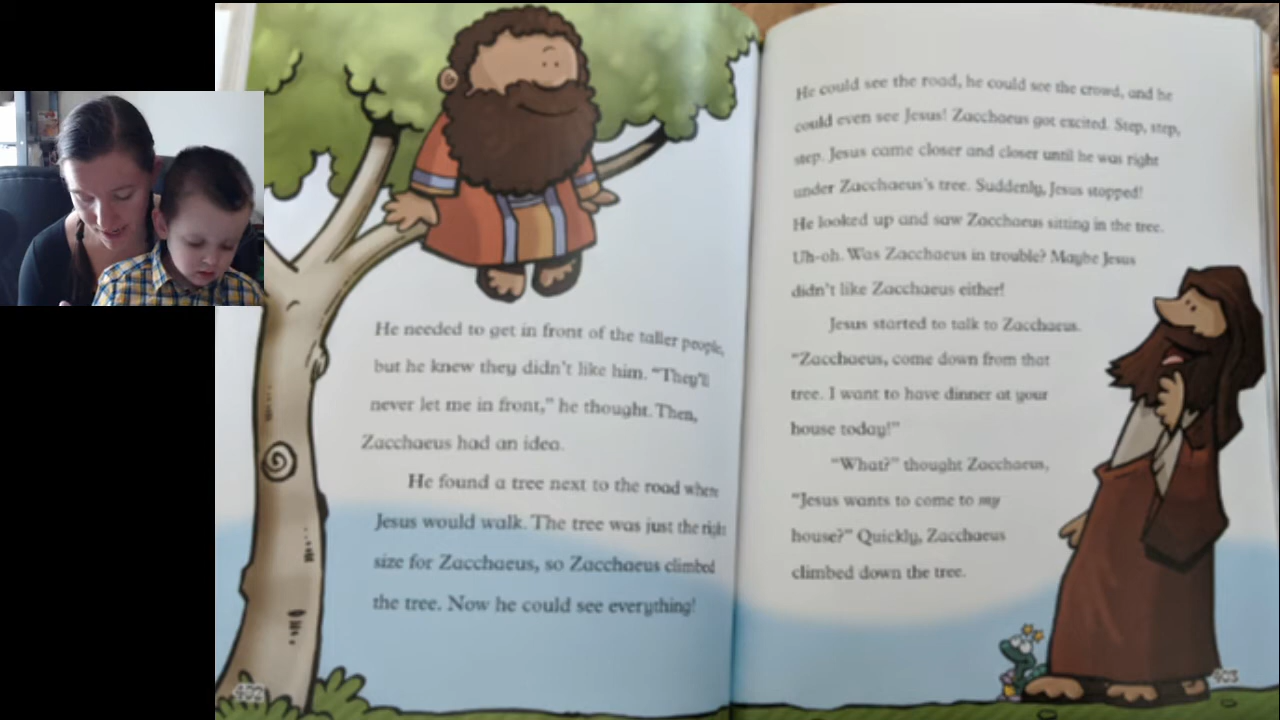 He needed to get in front of the taller people,
but he knew they didn't like him. "They'll
never let me in front," he thought. Then,
Zacchaeus had an idea.
He found a tree next to the road where
Jesus would walk. The tree was just the right
size for Zacchaeus, so Zacchaeus climbed
the tree. Now he could see everything!
402
He could see the road, he could see the crowd, and he
could even see Jesus! Zacchaeus got excited. Step, step,
step. Jesus came closer and closer until he was right
under Zacchaeus's tree. Suddenly, Jesus stopped!
He looked up and saw Zacchaeus sitting in the tree.
Uh-oh. Was Zacchaeus in trouble? Maybe Jesus
didn't like Zacchaeus either!
Jesus started to talk to Zacchaeus.
"Zacchaeus, come down from that
tree. I want to have dinner at your
house today!"
"What?" thought Zacchaeus,
"Jesus wants to come to my
house?" Quickly, Zacchaeus
climbed down the tree.
403